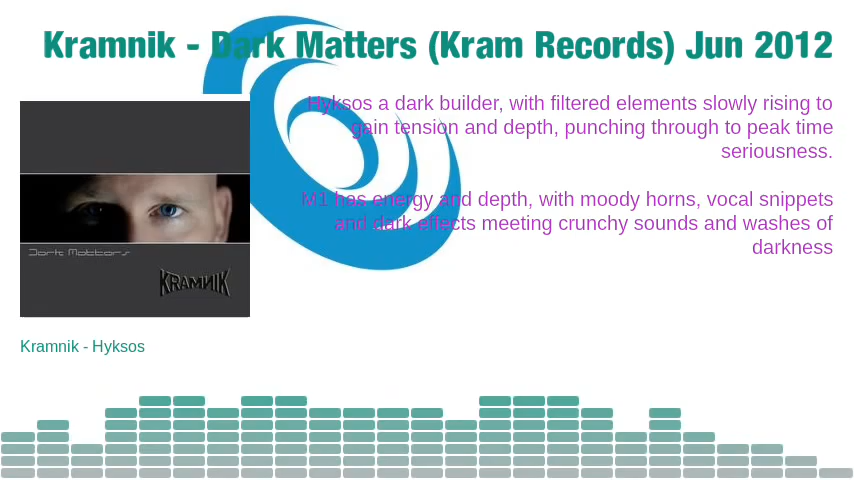 Kramnik - Dark Matters (Kram Records) Jun 2012
Hyksos a dark builder, with filtered elements slowly rising to
gain tension and depth, punching through to peak time
seriousness.
M1 has energy and depth, with moody horns, vocal snippets
and dark effects meeting crunchy sounds and washes of
darkness
Dark Matters
KRAMNIK
Kramnik - Hyksos